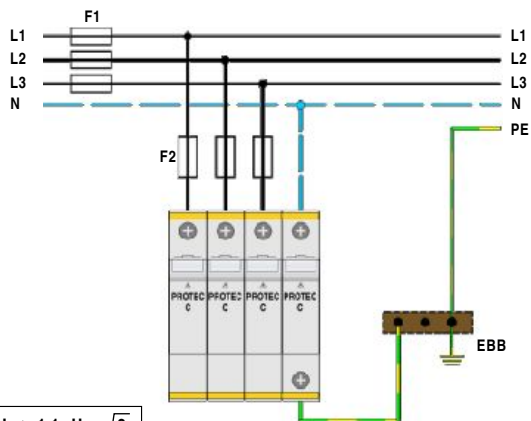 F1
L1 L1
L2 L2
L3 L3
N N
PE
F2
PROTEC PROTEC PROTEC PROTEC
C C C C
EBB